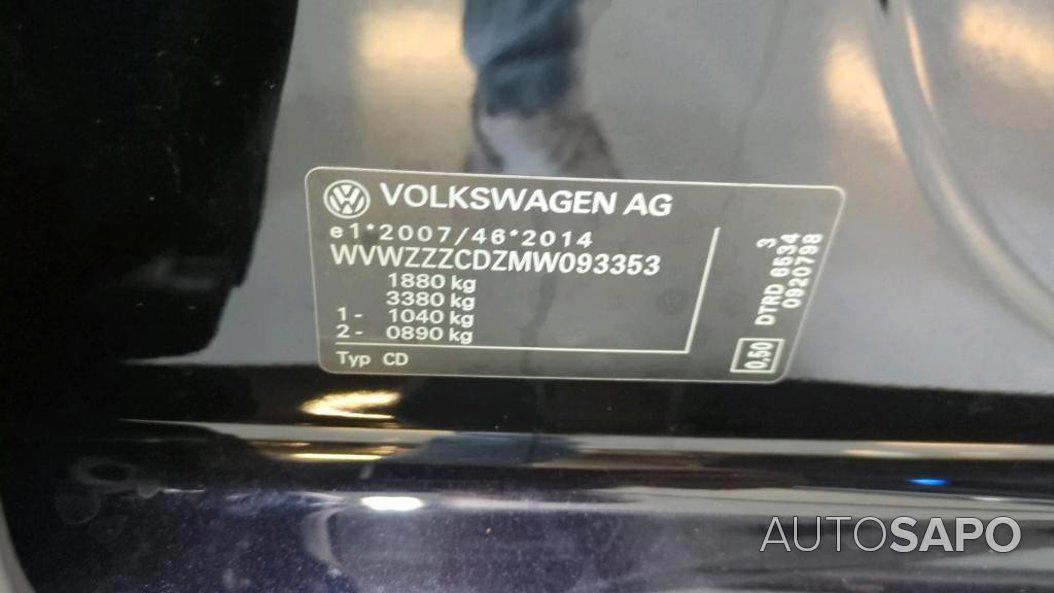 VOLKSWAGEN AG
e1*2007/46*2014
WVWZZZCDZMW093353
1880 kg
3380 kg
1- 1040 kg
2- 0890 kg
Typ CD
3
DTRD 6534
0920798
0,50
AUTOSAPO